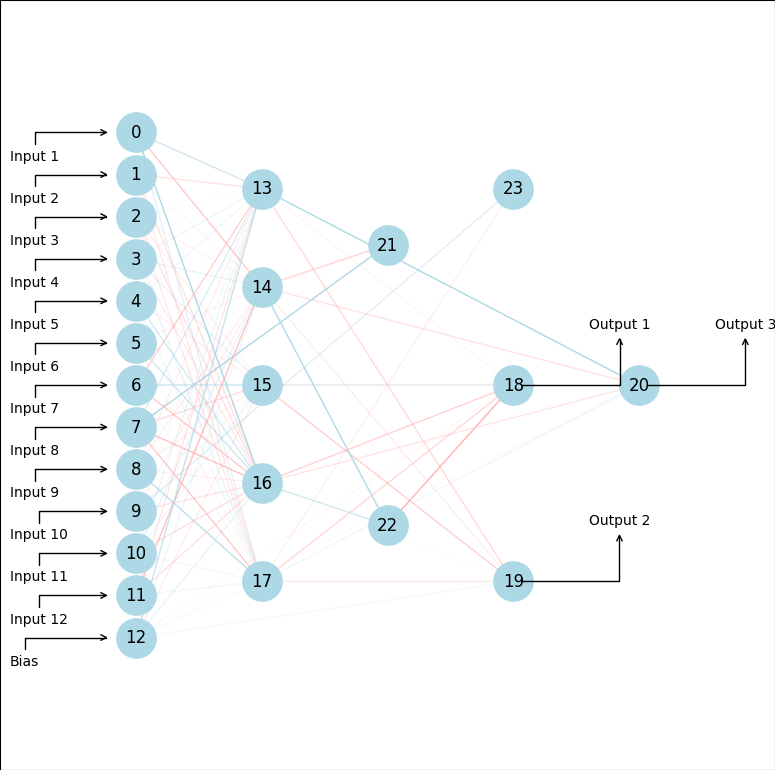 0
Input 1
1
Input 2
2
Input 3
3
Input 4
4
Input 5
5
Input 6
6
Input 7
7
Input 8
8
Input 9
9
Input 10
10
Input 11
11
Input 12
12
Bias
13
14
15
16
17
21
22
23
18
19
Output 1
Output 2
20
Output 3